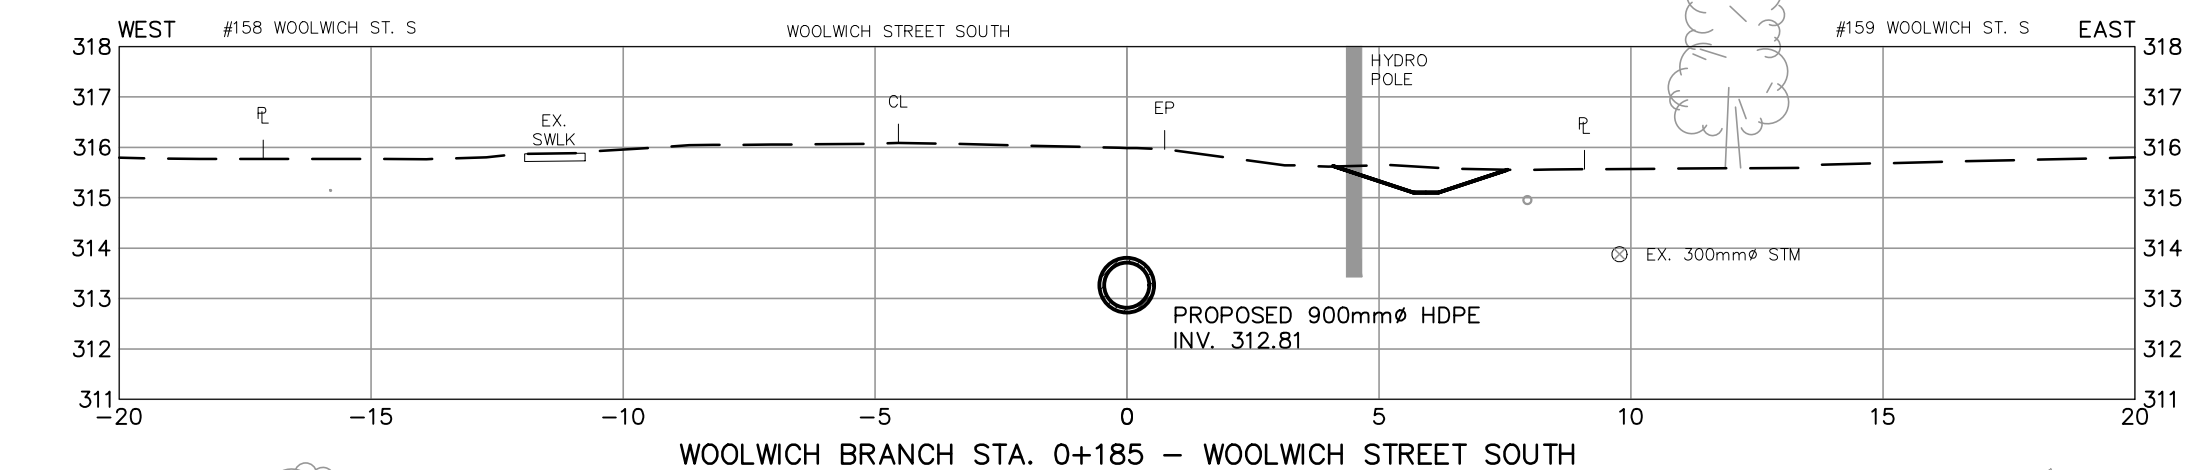 WEST #158 WOOLWICH ST. S WOOLWICH STREET SOUTH #159 WOOLWICH ST. S EAST
318 318
HYDRO
POLE
317 317
PL CL EP PL
EX.
SWLK
316 316
315 315
314 EX. 300mmø STM 314
313 313
PROPOSED 900mmø HDPE
INV. 312.81
312 312
311 311
-20 -15 -10 -5 0 5 10 15 20
WOOLWICH BRANCH STA. 0+185 - WOOLWICH STREET SOUTH